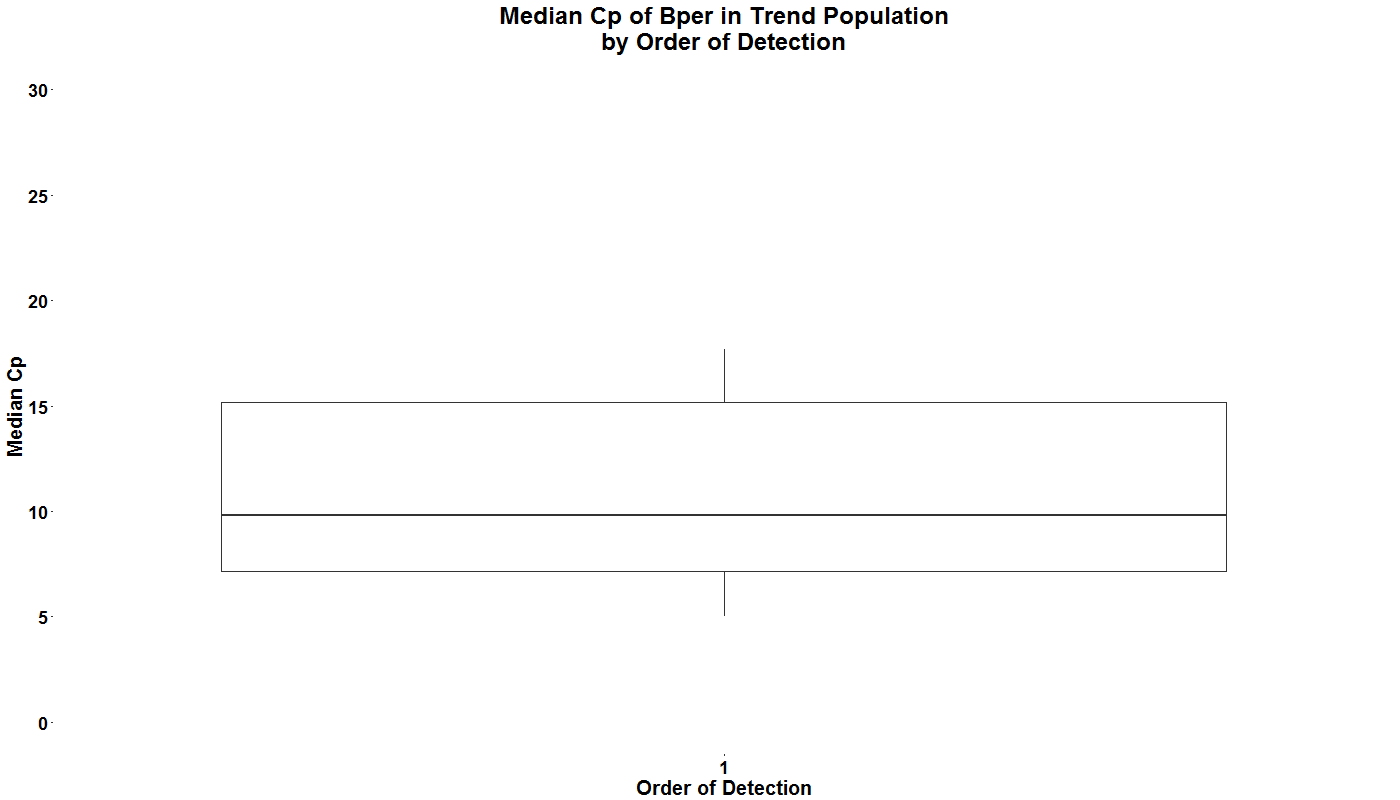 Median Cp of Bper in Trend Population
by Order of Detection
30
25
20
15
10
5
0
Median Cp
1
Order of Detection